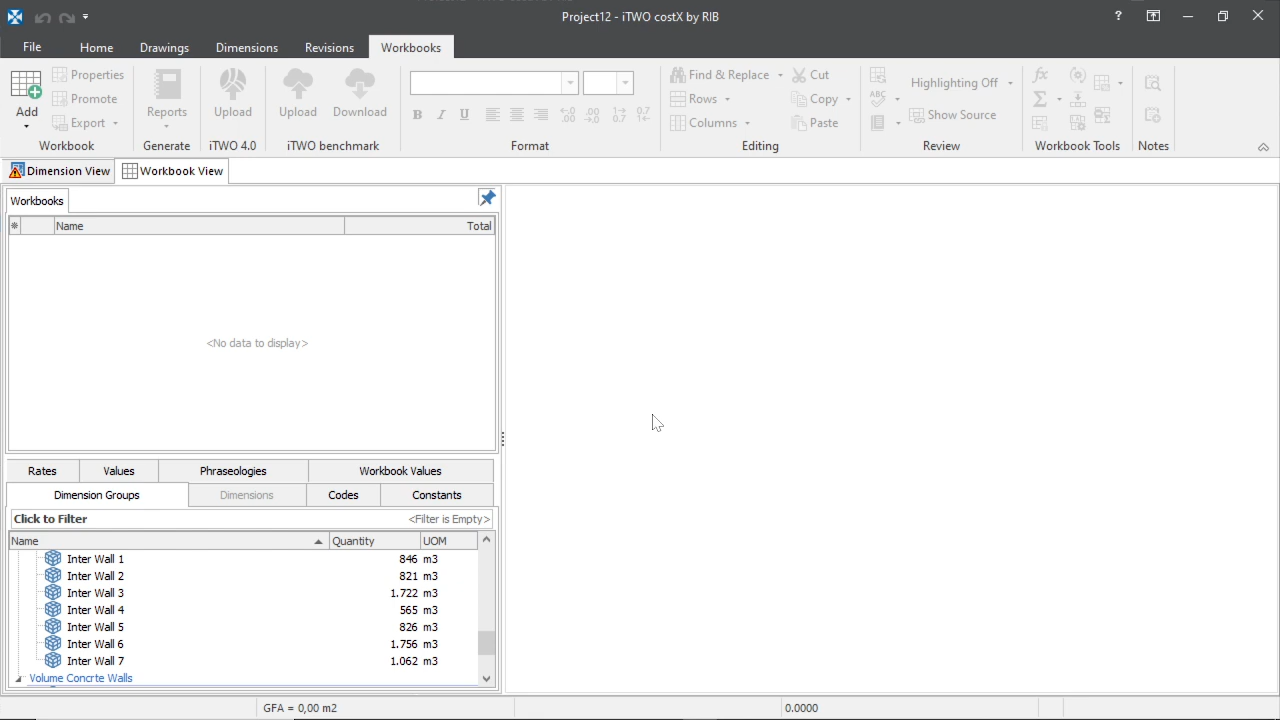 Project12 - iTWO costX by RIB
?
File
Home
Drawings
Dimensions
Revisions
Workbooks
Add
Properties
Promote
Export
Workbook
Reports
Generate
Upload
iTWO 4.0
Upload
Download
iTWO benchmark
B I U
Format
Find & Replace
Rows
Columns
Cut
Copy
Paste
Editing
ABC
Highlighting Off
Show Source
Review
fx
Σ
Workbook Tools
Notes
Dimension View
Workbook View
Workbooks
Name
Total
<No data to display>
Rates
Values
Phraseologies
Workbook Values
Dimension Groups
Dimensions
Codes
Constants
Click to Filter
<Filter is Empty>
Name Quantity UOM
Inter Wall 1 846 m3
Inter Wall 2 821 m3
Inter Wall 3 1.722 m3
Inter Wall 4 565 m3
Inter Wall 5 826 m3
Inter Wall 6 1.756 m3
Inter Wall 7 1.062 m3
Volume Concrte Walls
GFA = 0,00 m2
0.0000